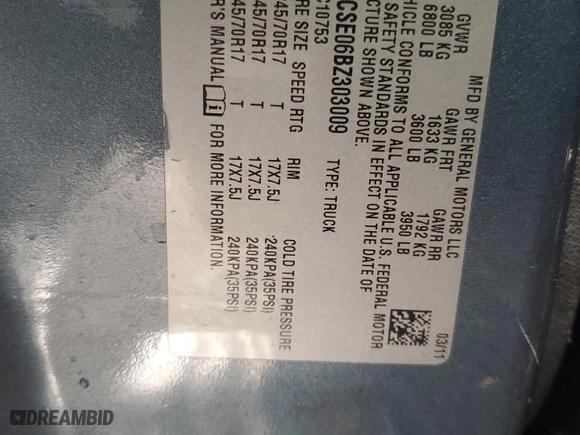 MFD BY GENERAL MOTORS LLC
03/11
GVWR GAWR FRT GAWR RR
3085 KG 1633 KG 1792 KG
6800 LB 3600 LB 3950 LB
HICLE CONFORMS TO ALL APPLICABLE U.S. FEDERAL MOTOR
SAFETY STANDARDS IN EFFECT ON THE DATE OF
CTURE SHOWN ABOVE.
CSE06BZ303009 TYPE: TRUCK
C10753
RE SIZE SPEED RTG RIM COLD TIRE PRESSURE
45/70R17 T 17X7.5J 240KPA(35PSI)
45/70R17 T 17X7.5J 240KPA(35PSI)
45/70R17 T 17X7.5J 240KPA(35PSI)
R'S MANUAL FOR MORE INFORMATION.
DREAMBID